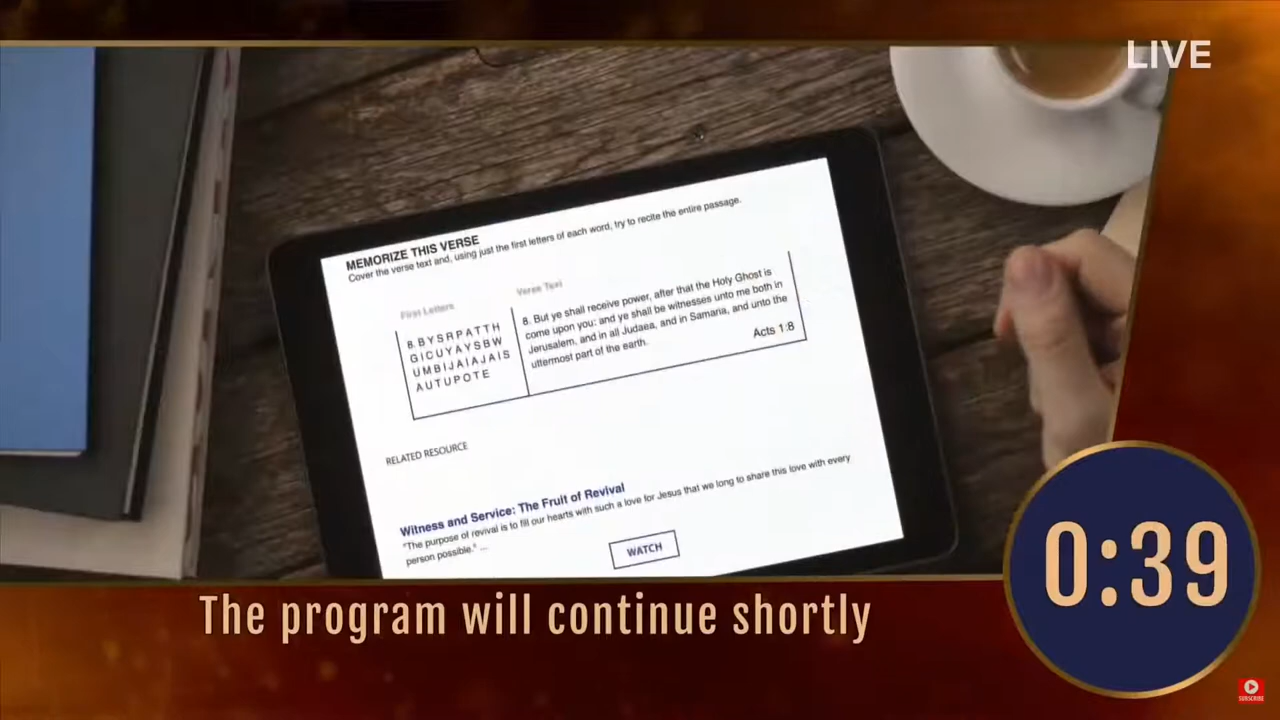 LIVE
MEMORIZE THIS VERSE
Cover the verse text and, using just the first letters of each word, try to recite the entire passage.
First Letters
Verse Text
8. B Y S R P A T T H
G I C U Y A Y S B W
U M B I J A I A J A I S
A U T U P O T E
8. But ye shall receive power, after that the Holy Ghost is
come upon you: and ye shall be witnesses unto me both in
Jerusalem, and in all Judaea, and in Samaria, and unto the
uttermost part of the earth.
Acts 1:8
RELATED RESOURCE
Witness and Service: The Fruit of Revival
"The purpose of revival is to fill our hearts with such a love for Jesus that we long to share this love with every
person possible." ...
WATCH
0:39
The program will continue shortly
SUBSCRIBE